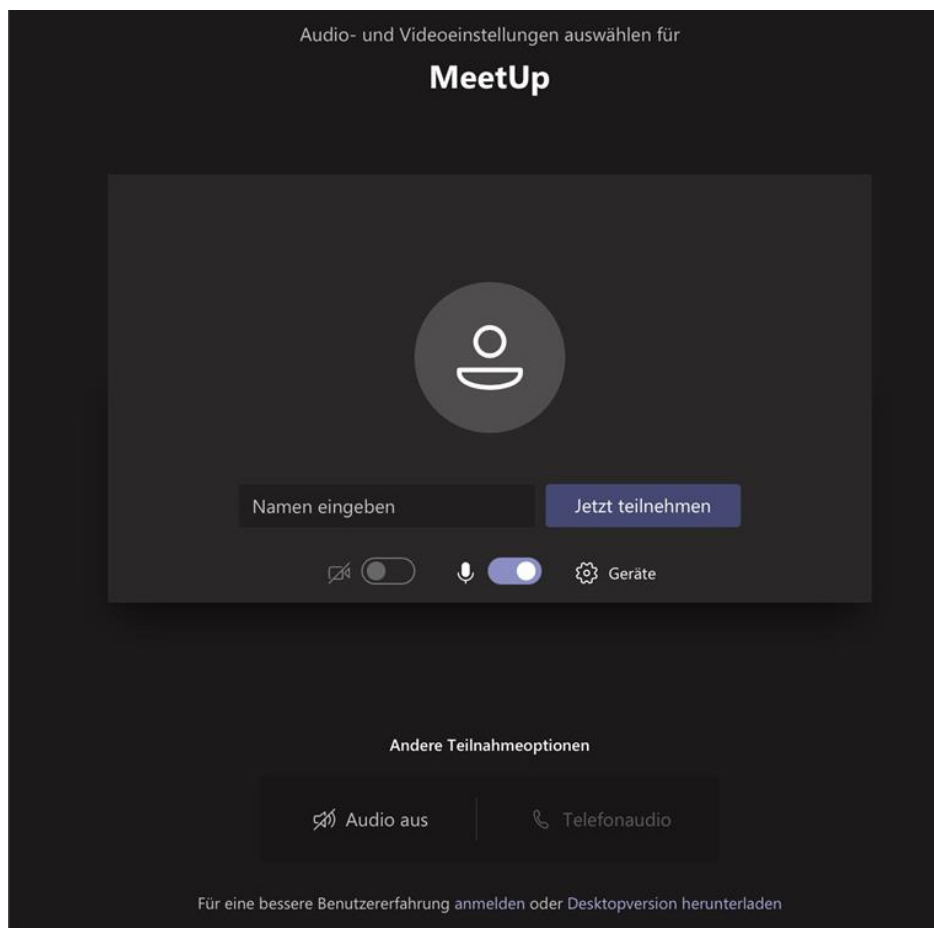 Audio- und Videoeinstellungen auswählen für
MeetUp
Namen eingeben
Jetzt teilnehmen
Geräte
Andere Teilnahmeoptionen
Audio aus
Telefonaudio
Für eine bessere Benutzererfahrung anmelden oder Desktopversion herunterladen